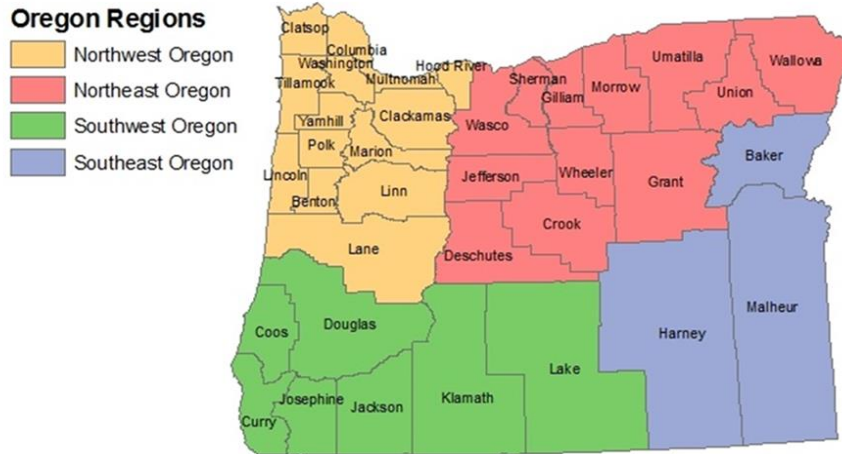 Oregon Regions
Northwest Oregon
Northeast Oregon
Southwest Oregon
Southeast Oregon
Clatsop
Columbia
Washington
Tillamook
Multnomah
Hood River
Yamhill
Clackamas
Polk
Marion
Lincoln
Benton
Linn
Lane
Sherman
Gilliam
Morrow
Umatilla
Wallowa
Union
Wasco
Jefferson
Wheeler
Grant
Baker
Crook
Deschutes
Coos
Douglas
Curry
Josephine
Jackson
Klamath
Lake
Harney
Malheur